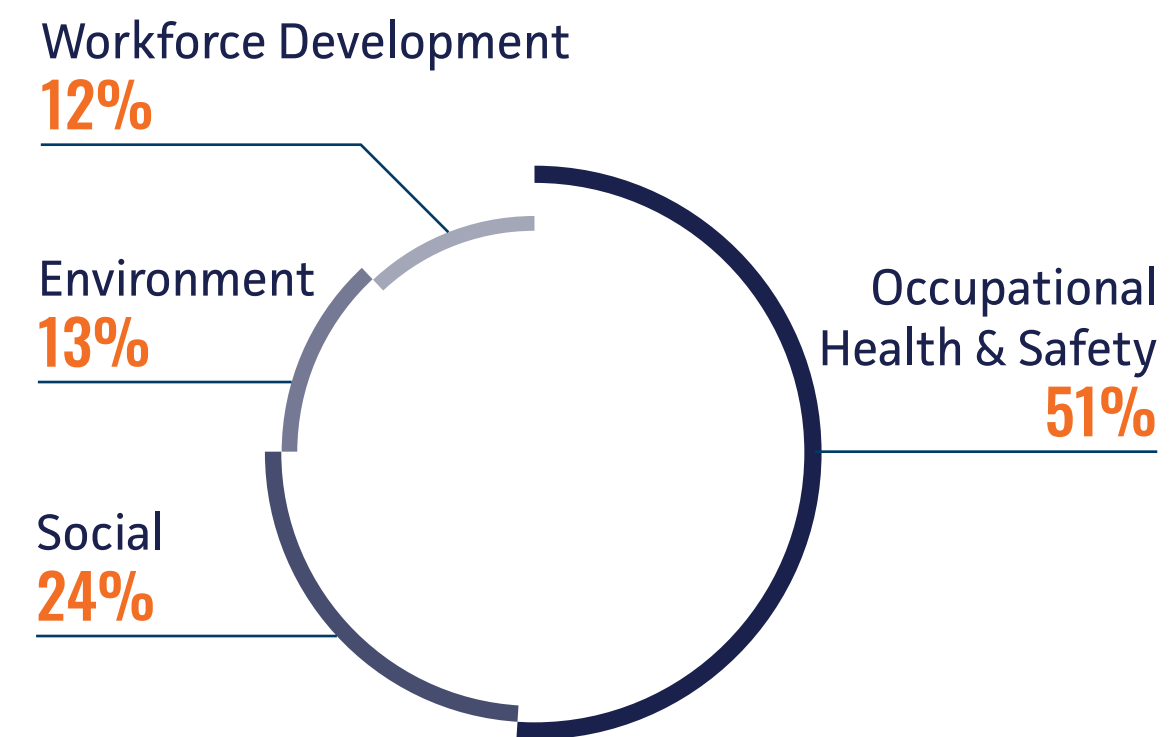 Workforce Development
12%
Environment
13%
Social
24%
Occupational
Health & Safety
51%